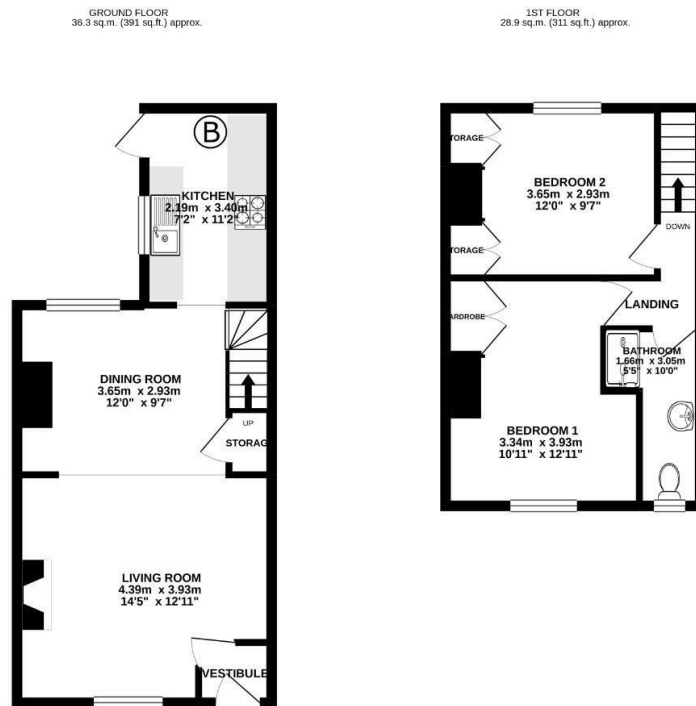 GROUND FLOOR
36.3 sq.m. (391 sq.ft.) approx.
1ST FLOOR
28.9 sq.m. (311 sq.ft.) approx.
B
KITCHEN
2.19m x 3.40m
7'2" x 11'2"
DINING ROOM
3.65m x 2.93m
12'0" x 9'7"
UP
STORAG
LIVING ROOM
4.39m x 3.93m
14'5" x 12'11"
VESTIBULE
TORAGE
BEDROOM 2
3.65m x 2.93m
12'0" x 9'7"
TORAGE
DOWN
LANDING
ARDROBE
BATHROOM
1.66m x 3.05m
5'5" x 10'0"
BEDROOM 1
3.34m x 3.93m
10'11" x 12'11"